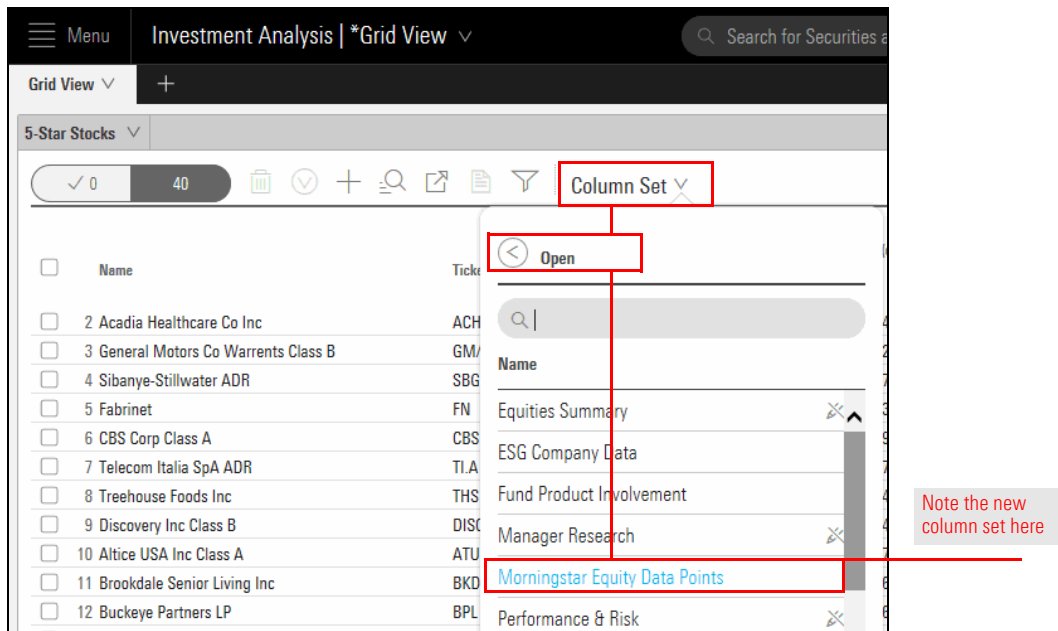 Menu
Investment Analysis | *Grid View
Search for Securities a
Grid View
5-Star Stocks
0
40
Column Set
Open
Name
Ticke
2 Acadia Healthcare Co Inc ACH
3 General Motors Co Warrents Class B GM/
4 Sibanye-Stillwater ADR SBG
5 Fabrinet FN
6 CBS Corp Class A CBS
7 Telecom Italia SpA ADR TI.A
8 Treehouse Foods Inc THS
9 Discovery Inc Class B DISC
10 Altice USA Inc Class A ATU
11 Brookdale Senior Living Inc BKD
12 Buckeye Partners LP BPL
Name
Equities Summary
ESG Company Data
Fund Product Involvement
Manager Research
Morningstar Equity Data Points
Performance & Risk
Note the new
column set here